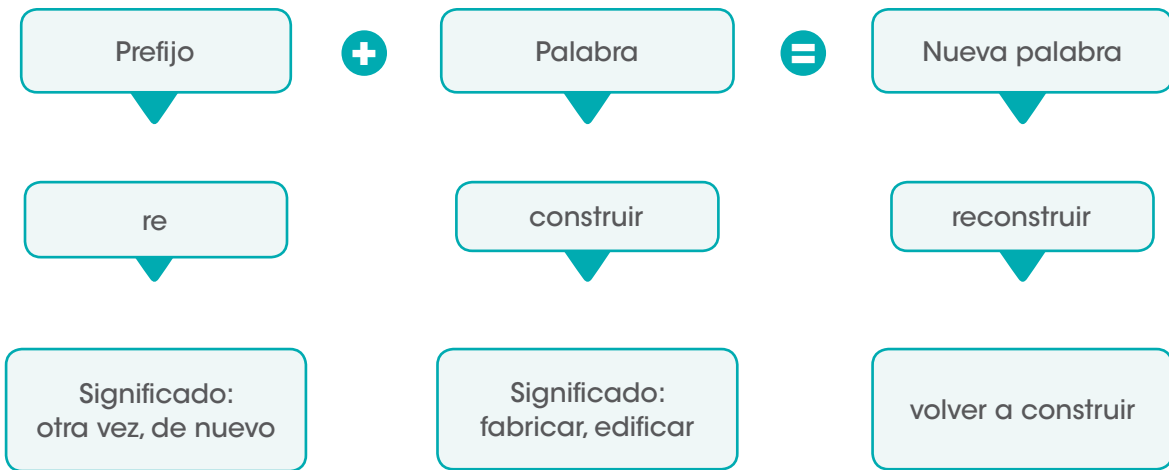 Prefijo
Palabra
Nueva palabra
re
construir
reconstruir
Significado:
otra vez, de nuevo
Significado:
fabricar, edificar
volver a construir